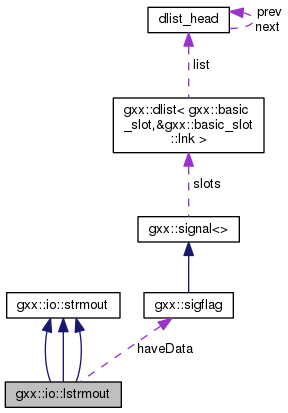 dlist_head
prev
next
list
gxx::dlist< gxx::basic
_slot,&gxx::basic_slot
::lnk >
slots
gxx::signal<>
gxx::io::strmout
gxx::sigflag
haveData
gxx::io::lstrmout